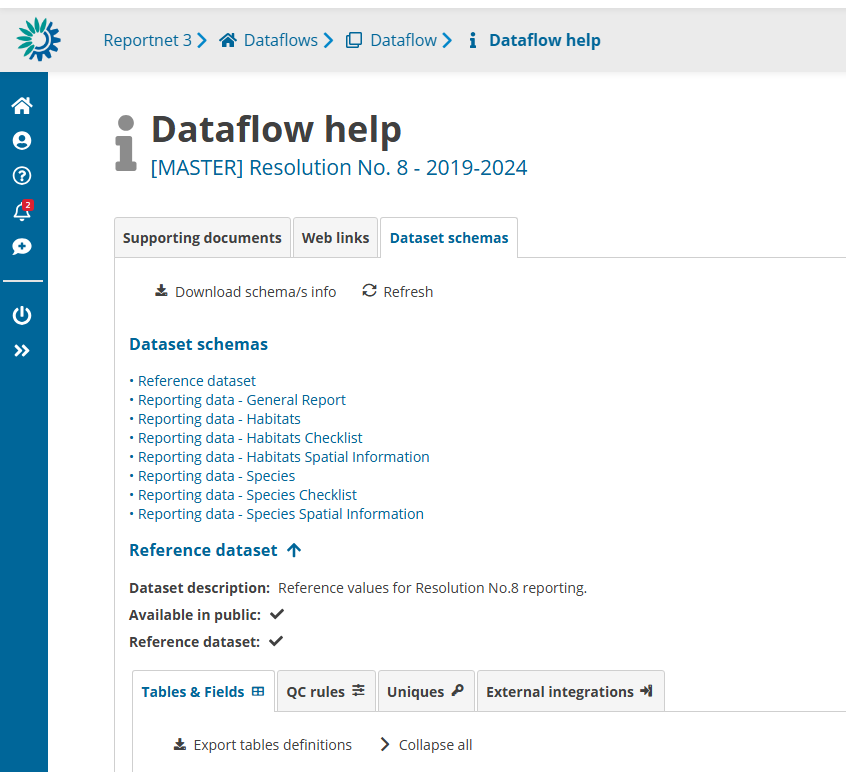 Reportnet 3 Dataflows Dataflow Dataflow help
Dataflow help
[MASTER] Resolution No. 8 - 2019-2024
2
Supporting documents Web links Dataset schemas
Download schema/s info Refresh
Dataset schemas
• Reference dataset
• Reporting data - General Report
• Reporting data - Habitats
• Reporting data - Habitats Checklist
• Reporting data - Habitats Spatial Information
• Reporting data - Species
• Reporting data - Species Checklist
• Reporting data - Species Spatial Information
Reference dataset
Dataset description: Reference values for Resolution No.8 reporting.
Available in public:
Reference dataset:
Tables & Fields QC rules Uniques External integrations
Export tables definitions Collapse all